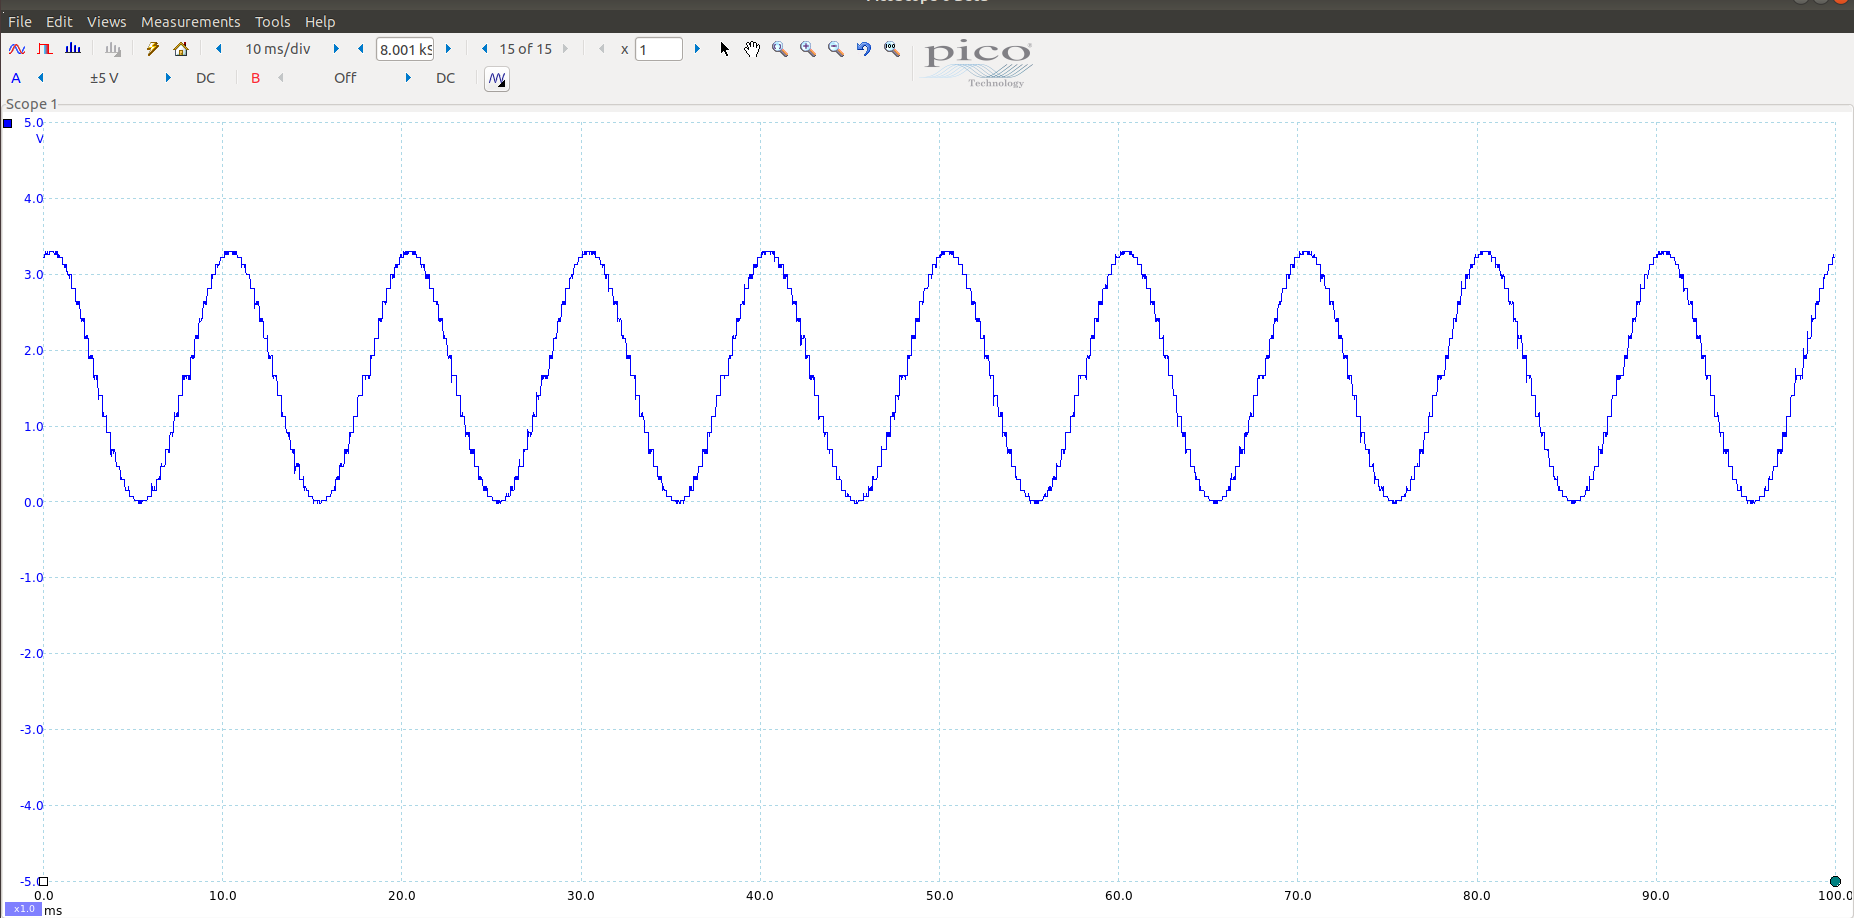 File Edit Views Measurements Tools Help
10 ms/div 8.001 kS 15 of 15 x 1
pico
Technology
A ±5 V DC B Off DC
Scope 1
5.0
V
4.0
3.0
2.0
1.0
0.0
-1.0
-2.0
-3.0
-4.0
-5.0
0.0 10.0 20.0 30.0 40.0 50.0 60.0 70.0 80.0 90.0 100.0
x1.0 ms